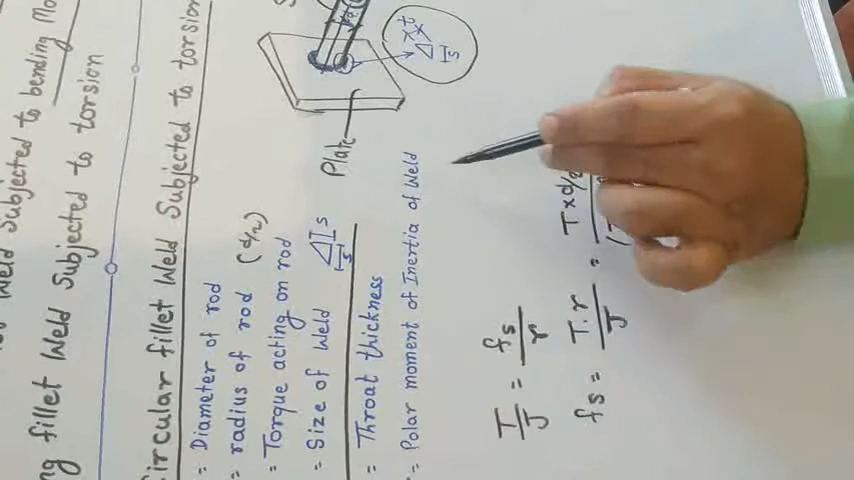 Weld Subjected to bending Mo
ng fillet Weld Subjected to torsion
Circular fillet Weld Subjected to torsion
= Diameter of rod
= radius of rod (d/2)
= Torque acting on rod
= Size of Weld
= Throat thickness
= Polar moment of Inertia of Weld
Plate
t
S
T/J = fs/r
fs = T.r/J = T×d/2